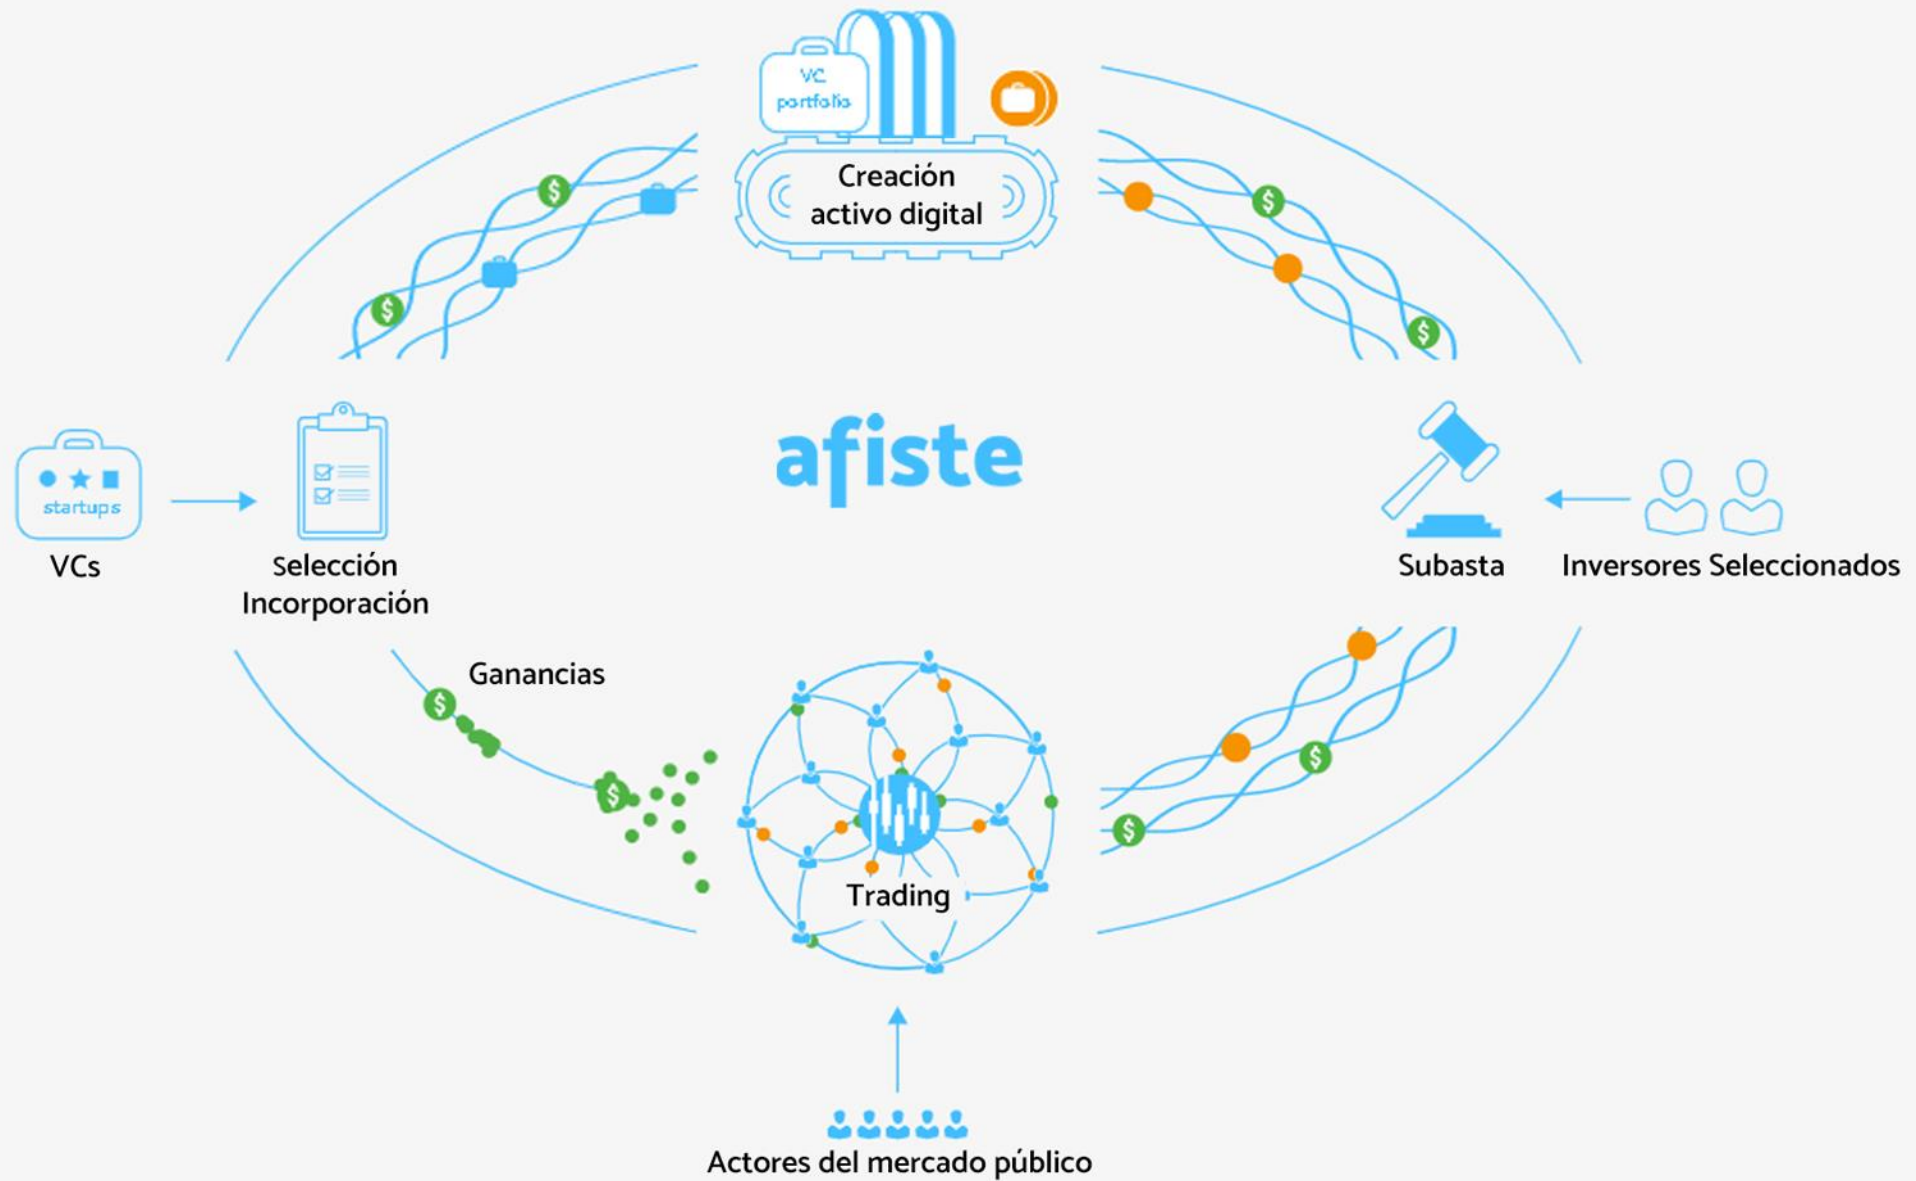 VC
portfolio
Creación
activo digital
$
$
$
$
afiste
startups
VCs
Selección
Incorporación
Subasta
Inversores Seleccionados
Ganancias
$
$
$
$
Trading
Actores del mercado público